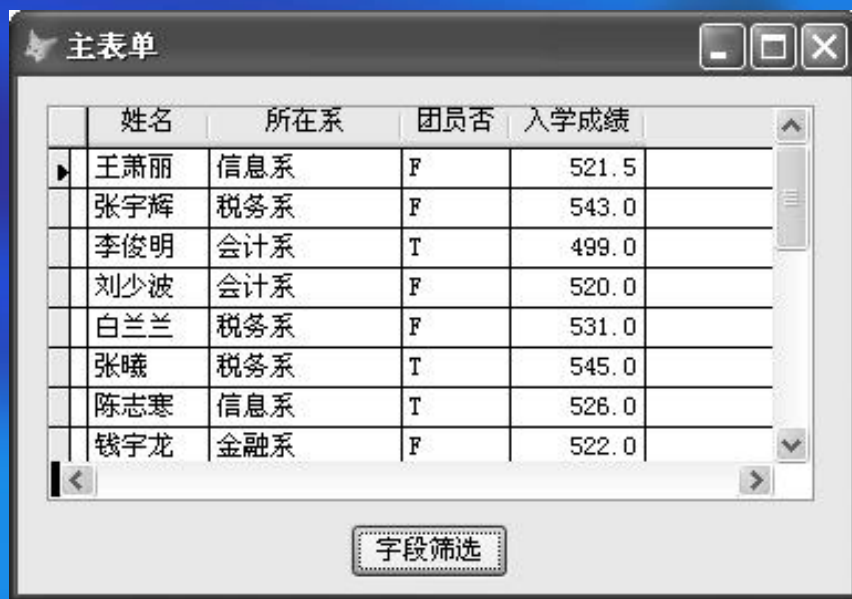 主表单
姓名 所在系 团员否 入学成绩
王萧丽 信息系 F 521.5
张宇辉 税务系 F 543.0
李俊明 会计系 T 499.0
刘少波 会计系 F 520.0
白兰兰 税务系 F 531.0
张曦 税务系 T 545.0
陈志寒 信息系 T 526.0
钱宇龙 金融系 F 522.0
字段筛选